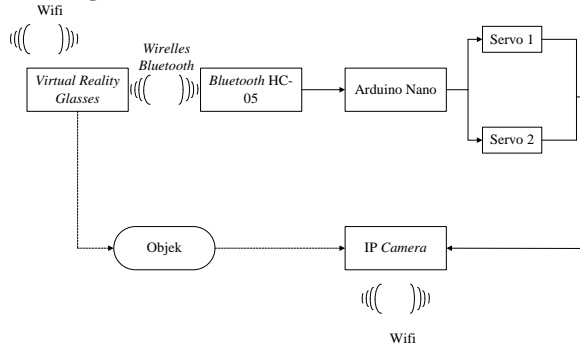 Wifi
Wirelles
Bluetooth
Servo 1
Virtual Reality
Glasses
Bluetooth HC-
05
Arduino Nano
Servo 2
Objek
IP Camera
Wifi